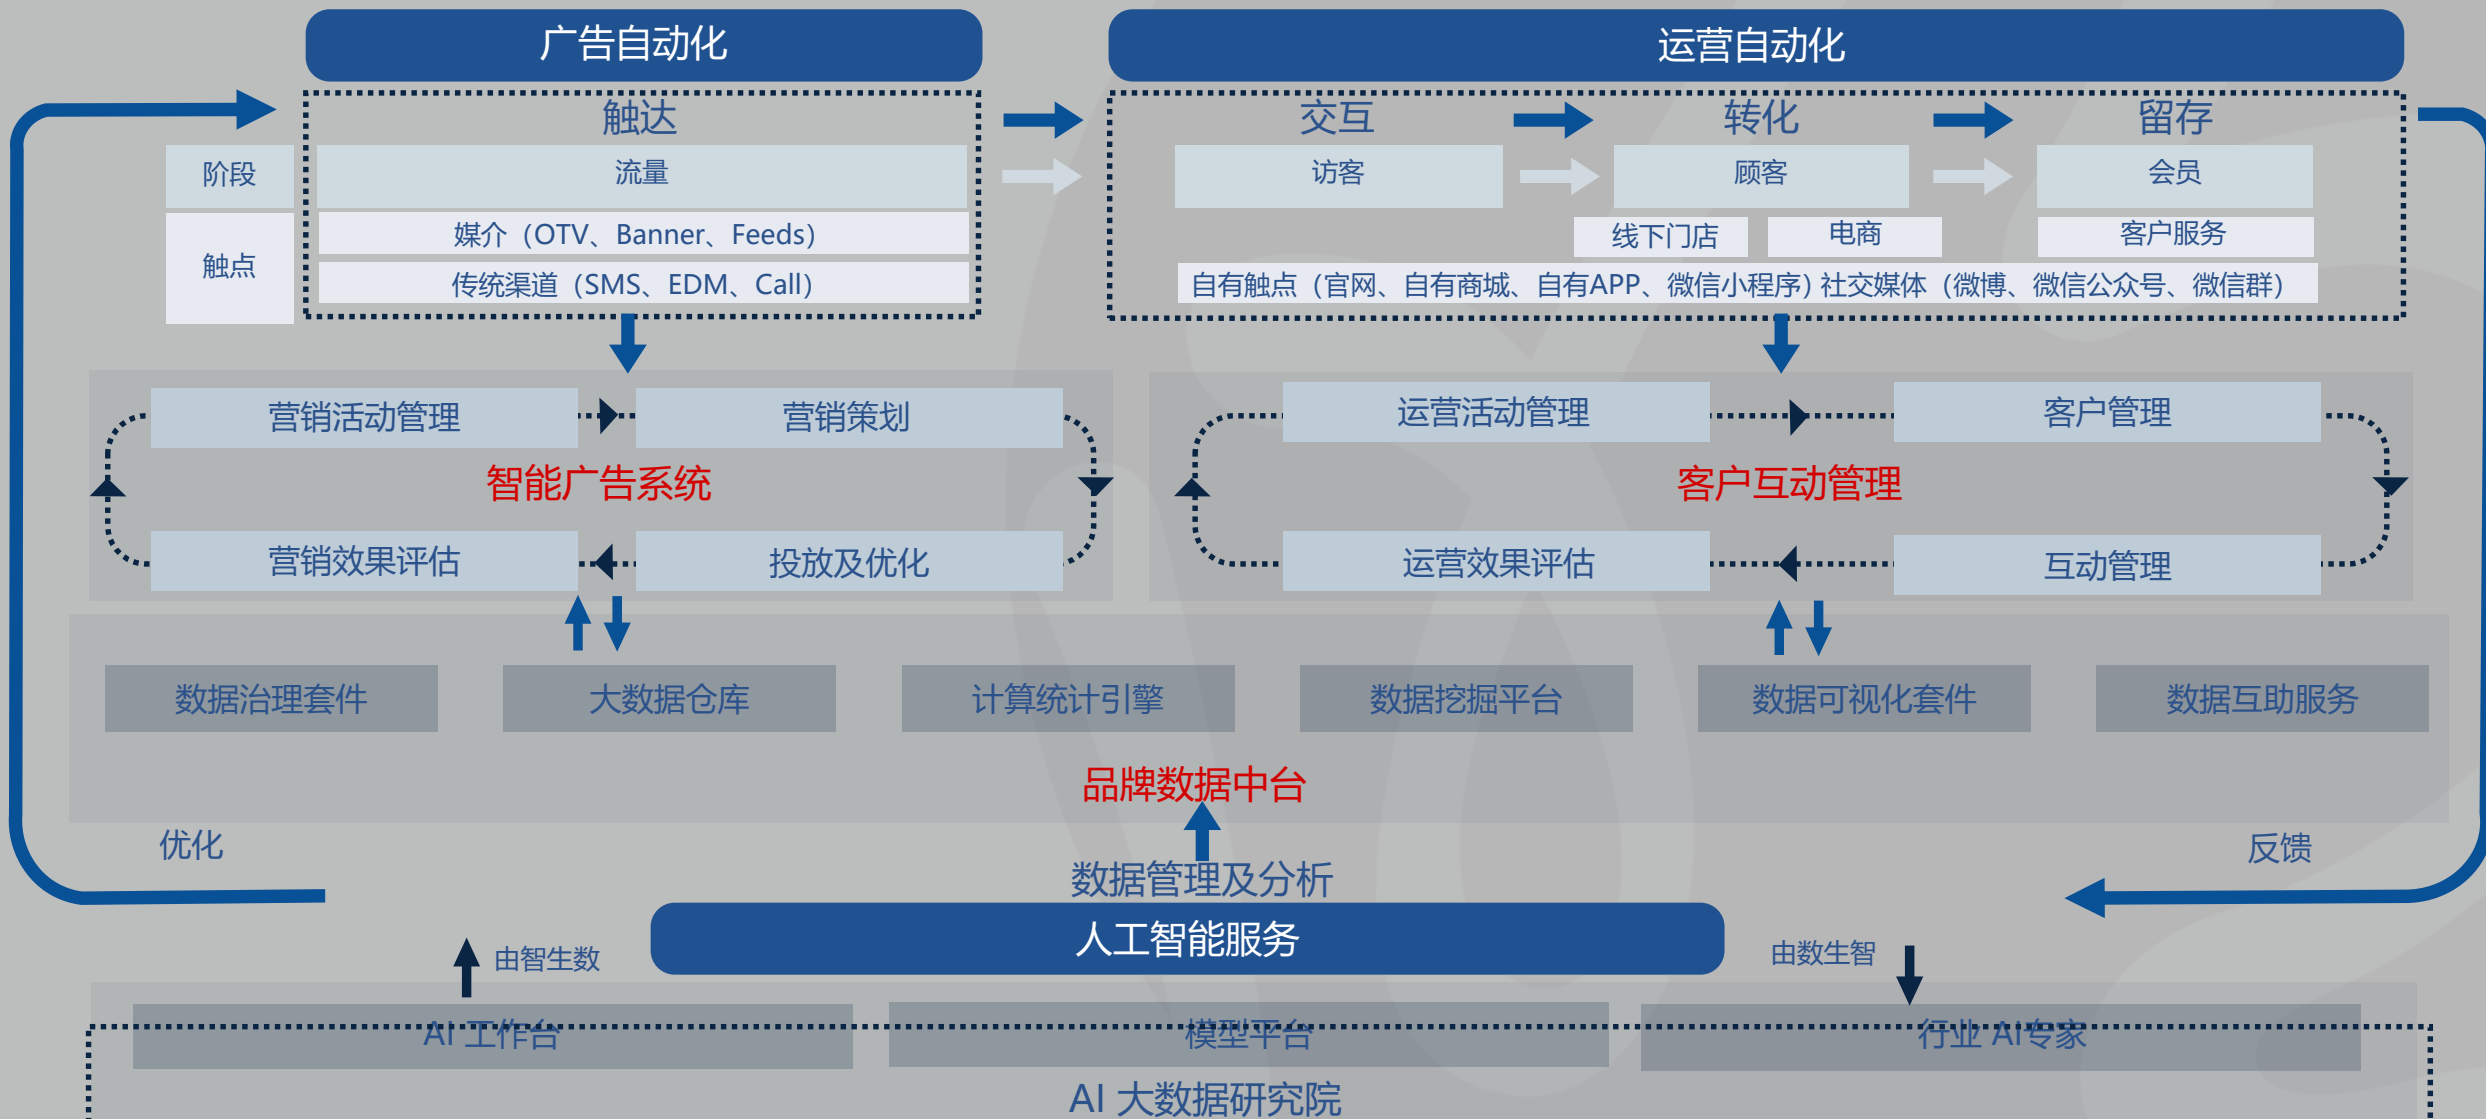 广告自动化
运营自动化
触达
交互
转化
留存
阶段
流量
访客
顾客
会员
触点
媒介（OTV、Banner、Feeds）
线下门店
电商
客户服务
传统渠道（SMS、EDM、Call）
自有触点（官网、自有商城、自有APP、微信小程序) 社交媒体（微博、微信公众号、微信群）
营销活动管理
营销策划
运营活动管理
客户管理
智能广告系统
客户互动管理
营销效果评估
投放及优化
运营效果评估
互动管理
数据治理套件
大数据仓库
计算统计引擎
数据挖掘平台
数据可视化套件
数据互助服务
品牌数据中台
优化
反馈
数据管理及分析
人工智能服务
由智生数
由数生智
AI 工作台
模型平台
行业 AI专家
AI 大数据研究院